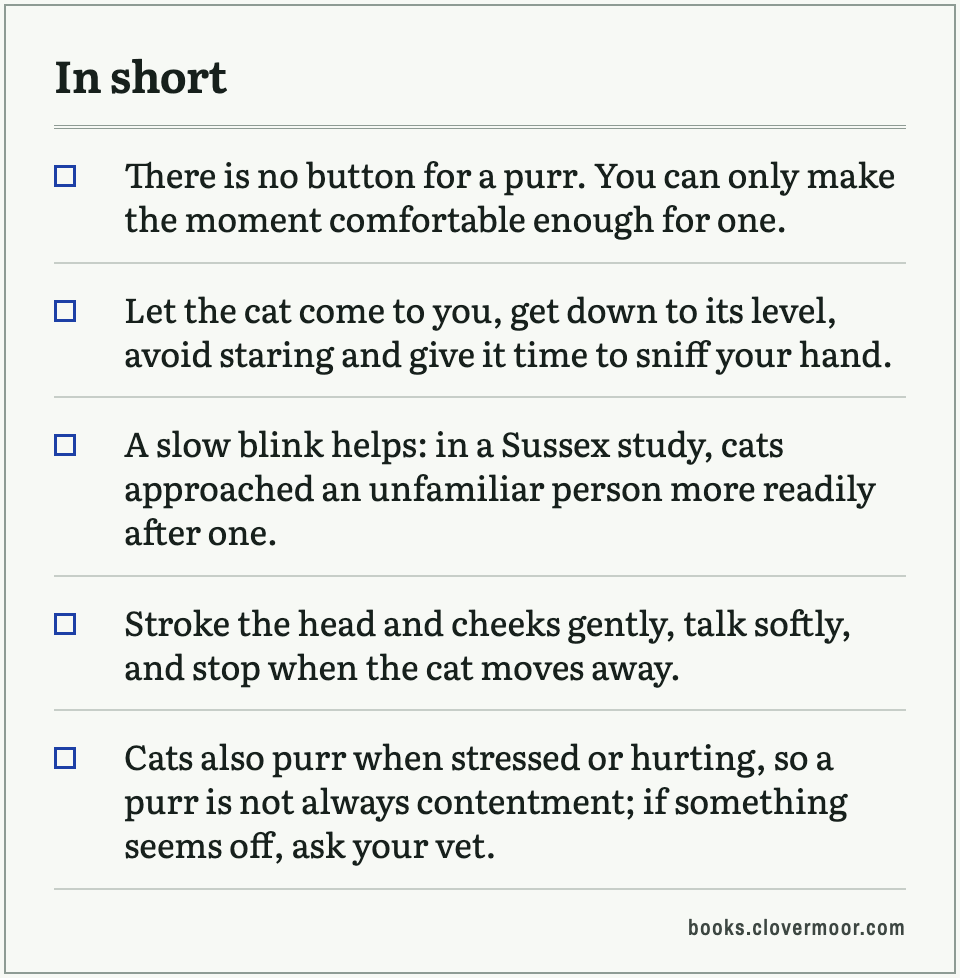 In short
There is no button for a purr. You can only make
the moment comfortable enough for one.
Let the cat come to you, get down to its level,
avoid staring and give it time to sniff your hand.
A slow blink helps: in a Sussex study, cats
approached an unfamiliar person more readily
after one.
Stroke the head and cheeks gently, talk softly,
and stop when the cat moves away.
Cats also purr when stressed or hurting, so a
purr is not always contentment; if something
seems off, ask your vet.
books.clovermoor.com